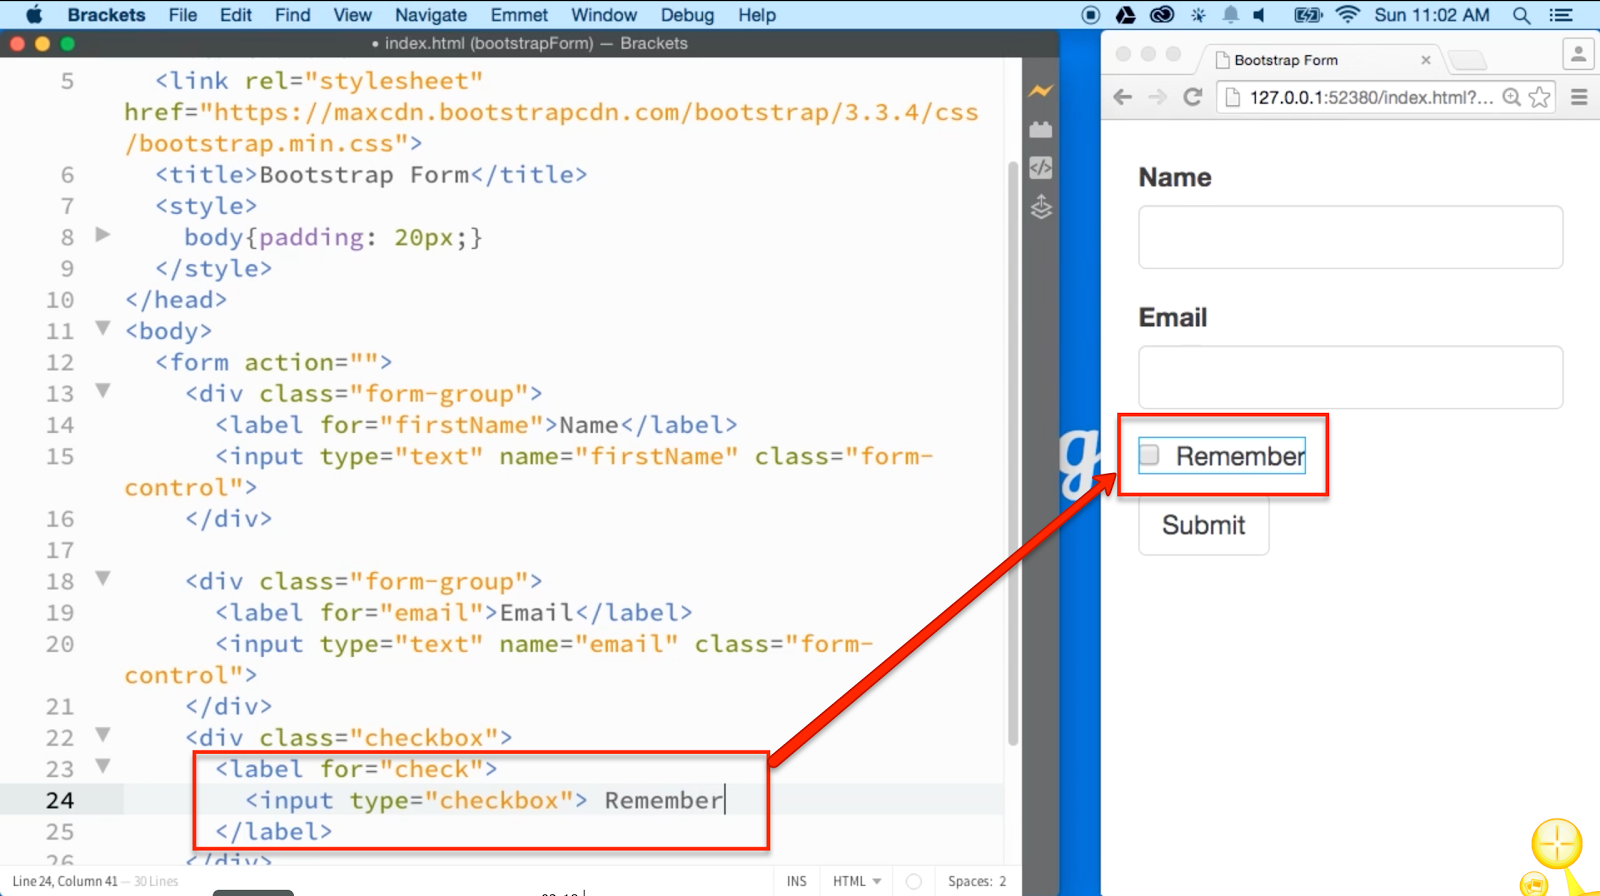 Brackets File Edit Find View Navigate Emmet Window Debug Help Sun 11:02 AM
• index.html (bootstrapForm) — Brackets
5 <link rel="stylesheet"
href="https://maxcdn.bootstrapcdn.com/bootstrap/3.3.4/css
/bootstrap.min.css">
6 <title>Bootstrap Form</title>
7 <style>
8 body{padding: 20px;}
9 </style>
10 </head>
11 <body>
12 <form action="">
13 <div class="form-group">
14 <label for="firstName">Name</label>
15 <input type="text" name="firstName" class="form-
control">
16 </div>
17
18 <div class="form-group">
19 <label for="email">Email</label>
20 <input type="text" name="email" class="form-
control">
21 </div>
22 <div class="checkbox">
23 <label for="check">
24 <input type="checkbox"> Remember
25 </label>
26 </div>
Line 24, Column 41 — 30 Lines
INS HTML Spaces: 2
Bootstrap Form
127.0.0.1:52380/index.html?...
Name
Email
Remember
Submit
g